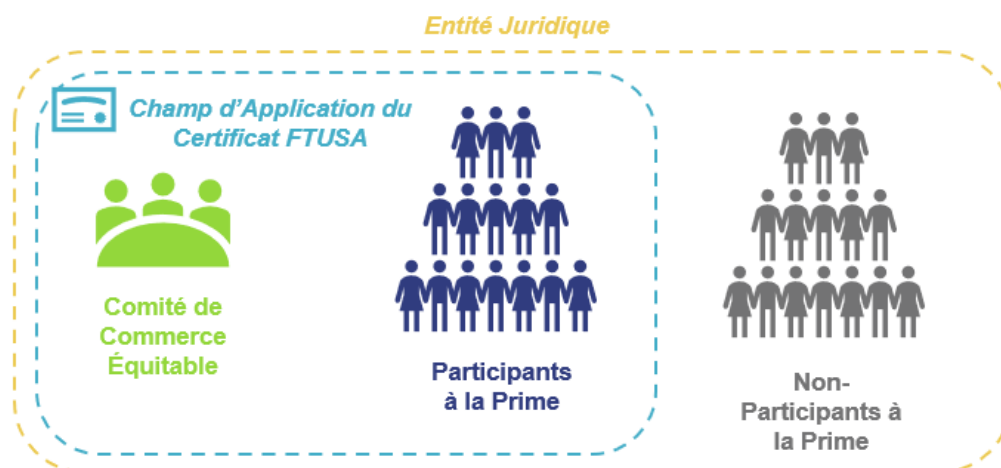 Entité Juridique
Champ d'Application du
Certificat FTUSA
Comité de
Commerce
Équitable
Participants
à la Prime
Non-
Participants à
la Prime